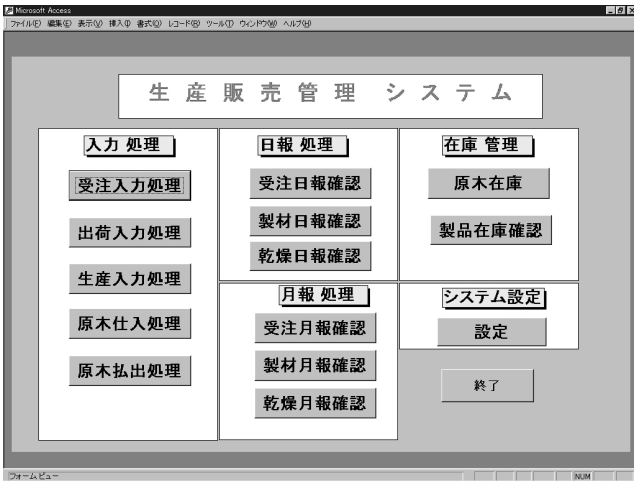 Microsoft Access
ファイル(F) 編集(E) 表示(V) 挿入(I) 書式(O) レコード(R) ツール(T) ウィンドウ(W) ヘルプ(H)
生産販売管理 システム
入力 処理
受注入力処理
出荷入力処理
生産入力処理
原木仕入処理
原木払出処理
日報 処理
受注日報確認
製材日報確認
乾燥日報確認
月報 処理
受注月報確認
製材月報確認
乾燥月報確認
在庫 管理
原木在庫
製品在庫確認
システム設定
設定
終了
フォーム ビュー
NUM